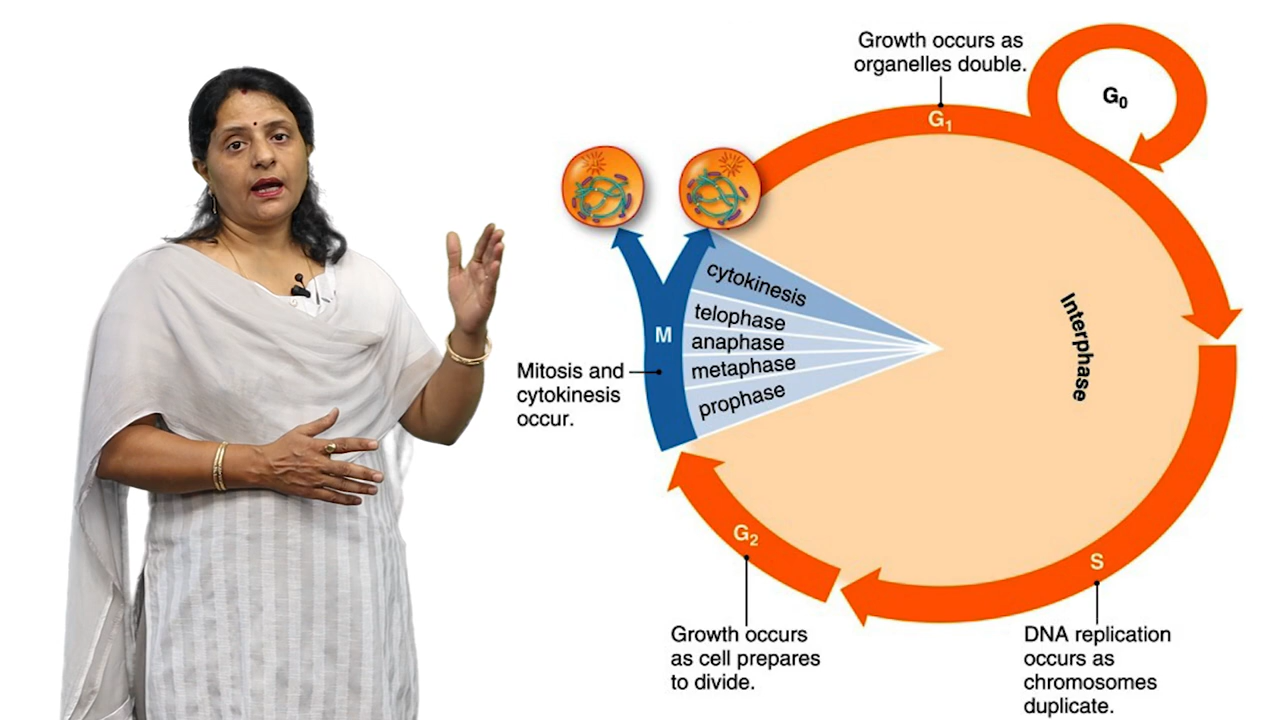 Growth occurs as
organelles double.
G₀
G₁
cytokinesis
telophase
anaphase
metaphase
prophase
M
Interphase
Mitosis and
cytokinesis
occur.
G₂
S
Growth occurs
as cell prepares
to divide.
DNA replication
occurs as
chromosomes
duplicate.